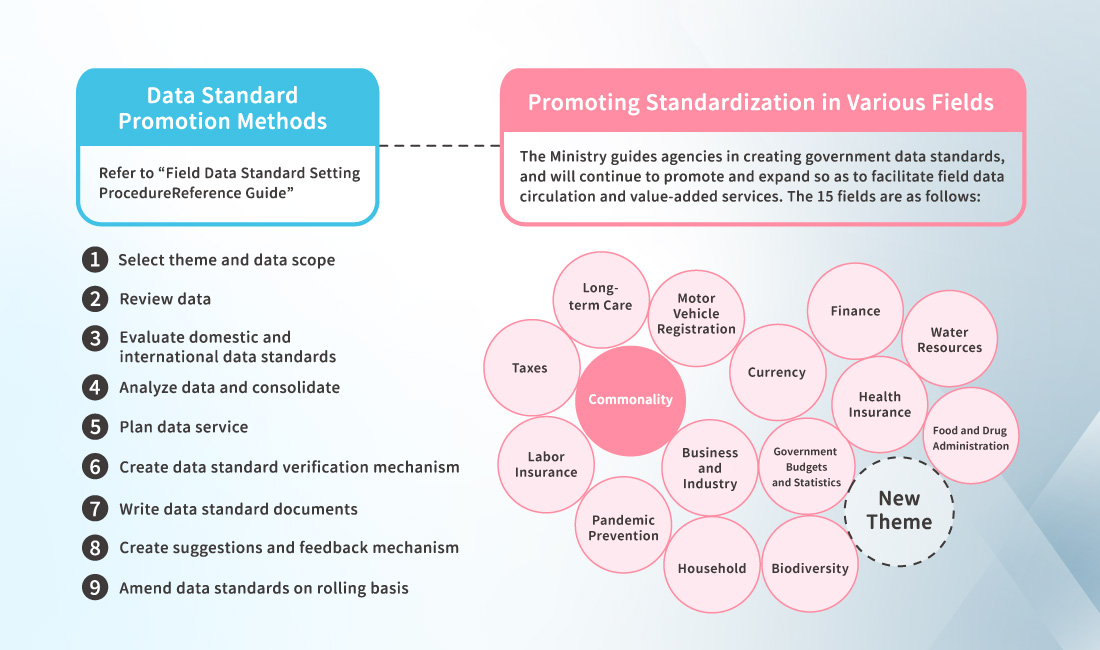 Data Standard
Promotion Methods
Refer to “Field Data Standard Setting
ProcedureReference Guide”
1 Select theme and data scope
2 Review data
3 Evaluate domestic and
international data standards
4 Analyze data and consolidate
5 Plan data service
6 Create data standard verification mechanism
7 Write data standard documents
8 Create suggestions and feedback mechanism
9 Amend data standards on rolling basis
Promoting Standardization in Various Fields
The Ministry guides agencies in creating government data standards,
and will continue to promote and expand so as to facilitate field data
circulation and value-added services. The 15 fields are as follows:
Long-
term Care
Motor
Vehicle
Registration
Finance
Water
Resources
Taxes
Commonality
Currency
Health
Insurance
Food and Drug
Administration
Labor
Insurance
Business
and
Industry
Government
Budgets
and Statistics
New
Theme
Pandemic
Prevention
Household
Biodiversity